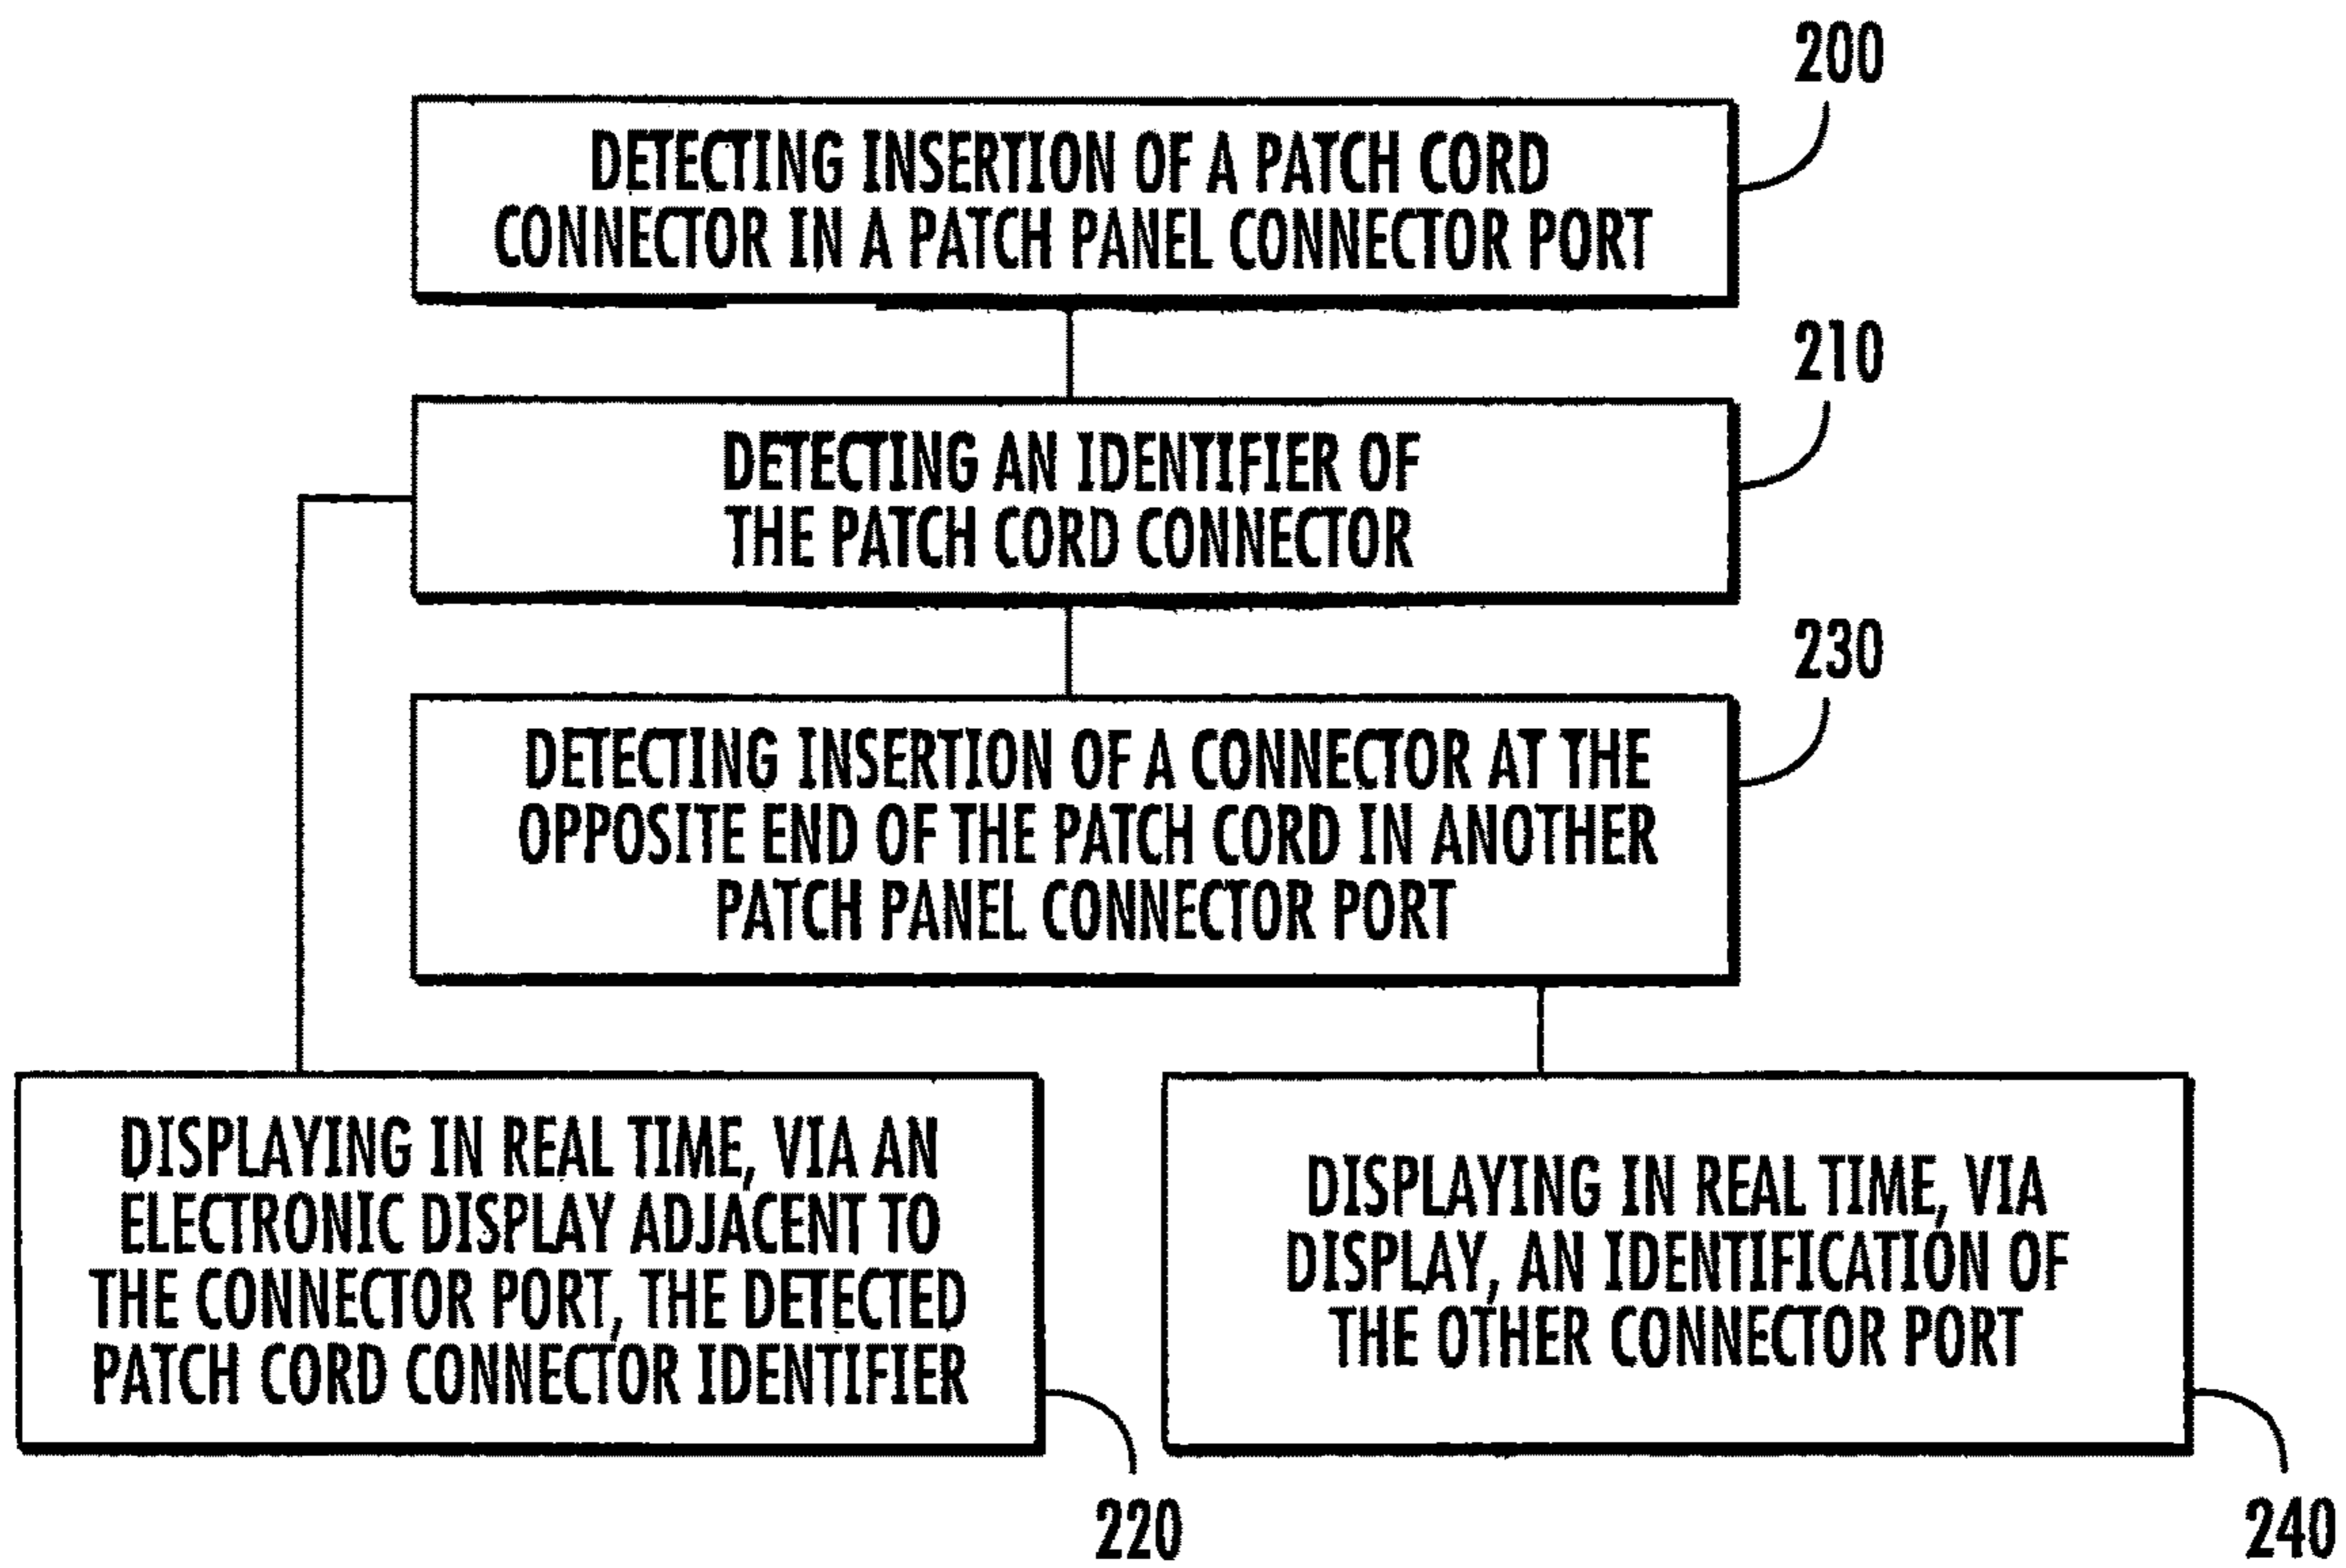 200
DETECTING INSERTION OF A PATCH CORD
CONNECTOR IN A PATCH PANEL CONNECTOR PORT
210
DETECTING AN IDENTIFIER OF
THE PATCH CORD CONNECTOR
230
DETECTING INSERTION OF A CONNECTOR AT THE
OPPOSITE END OF THE PATCH CORD IN ANOTHER
PATCH PANEL CONNECTOR PORT
DISPLAYING IN REAL TIME, VIA AN
ELECTRONIC DISPLAY ADJACENT TO
THE CONNECTOR PORT, THE DETECTED
PATCH CORD CONNECTOR IDENTIFIER
220
DISPLAYING IN REAL TIME, VIA
DISPLAY, AN IDENTIFICATION OF
THE OTHER CONNECTOR PORT
240